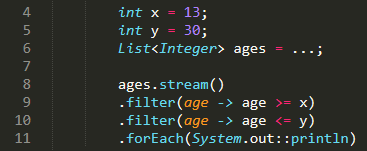 4 int x = 13;
5 int y = 30;
6 List<Integer> ages = ...;
7
8 ages.stream()
9 .filter(age -> age >= x)
10 .filter(age -> age <= y)
11 .forEach(System.out::println)